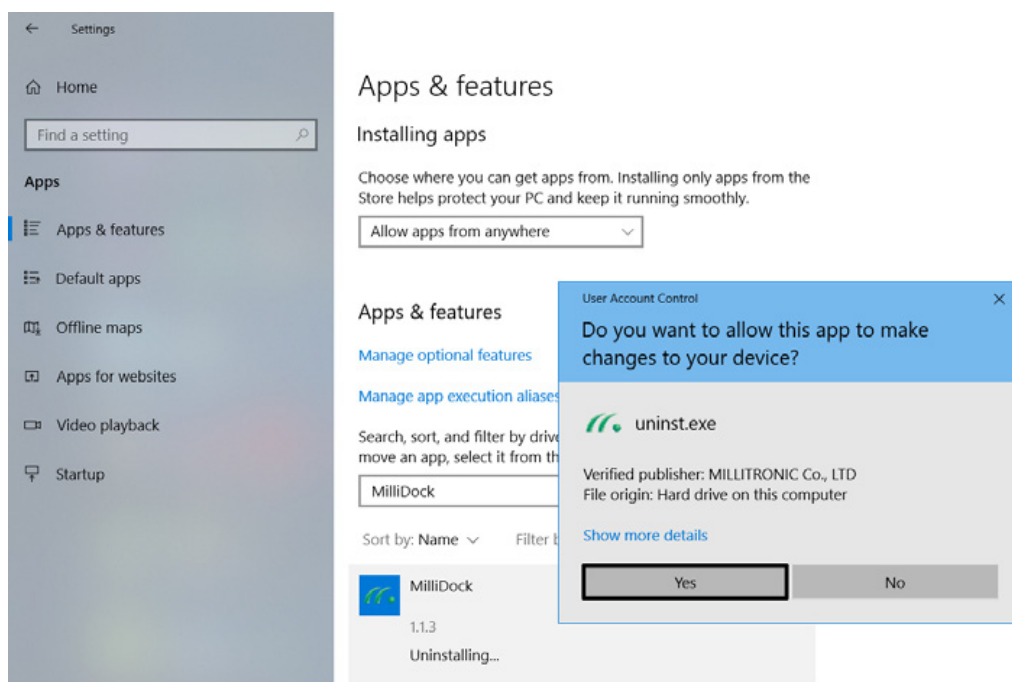 Settings
Home
Find a setting
Apps
Apps & features
Default apps
Offline maps
Apps for websites
Video playback
Startup
Apps & features
Installing apps
Choose where you can get apps from. Installing only apps from the
Store helps protect your PC and keep it running smoothly.
Allow apps from anywhere
Apps & features
Manage optional features
Manage app execution aliases
Search, sort, and filter by drive
move an app, select it from th
MilliDock
Sort by: Name
Filter b
MilliDock
1.1.3
Uninstalling...
User Account Control
Do you want to allow this app to make
changes to your device?
uninst.exe
Verified publisher: MILLITRONIC Co., LTD
File origin: Hard drive on this computer
Show more details
Yes
No